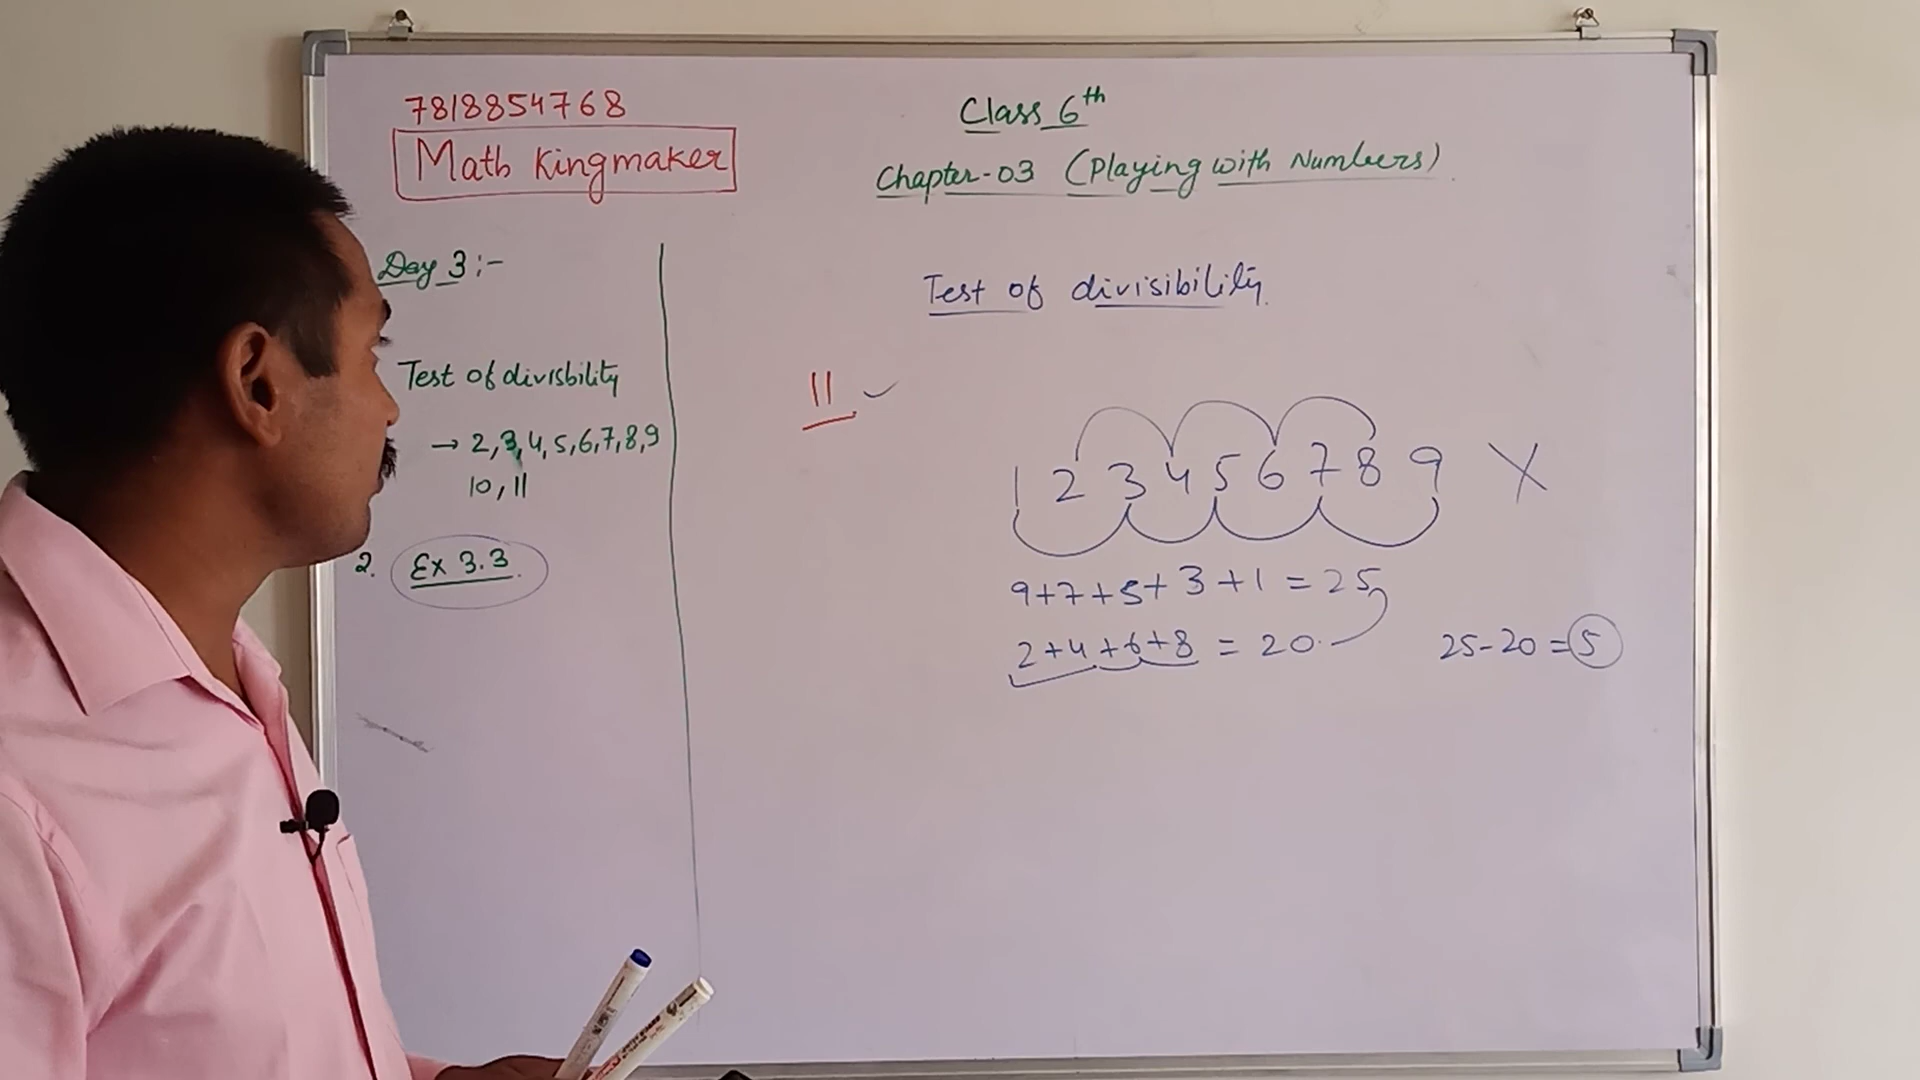 7818854768
Math Kingmaker
Class 6th
Chapter-03 (Playing with Numbers)
Day 3:-
Test of divisbility
→ 2,3,4,5,6,7,8,9
10,11
2. Ex 3.3
Test of divisibility
11 ✓
1 2 3 4 5 6 7 8 9 X
9+7+5+3+1 = 25
2+4+6+8 = 20
25-20 = 5